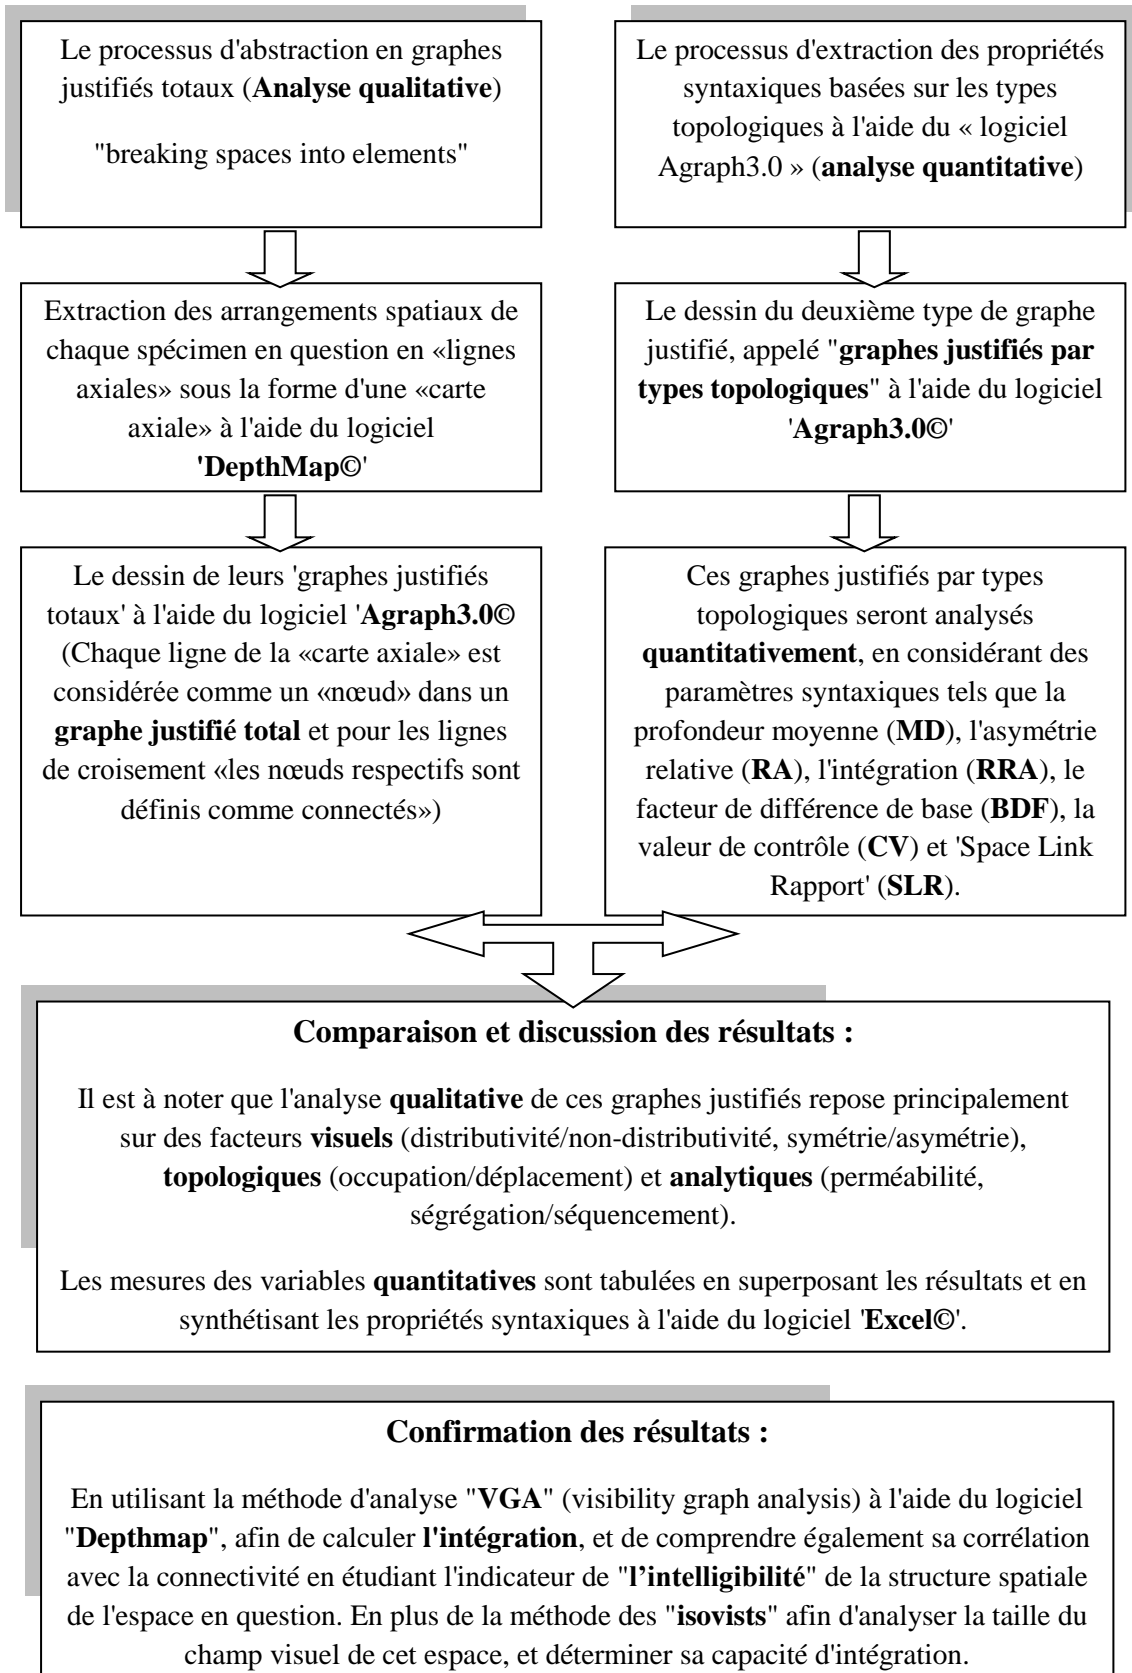 Le processus d'abstraction en graphes
justifiés totaux (Analyse qualitative)
"breaking spaces into elements"
Le processus d'extraction des propriétés
syntaxiques basées sur les types
topologiques à l'aide du « logiciel
Agraph3.0 » (analyse quantitative)
Extraction des arrangements spatiaux de
chaque spécimen en question en «lignes
axiales» sous la forme d'une «carte
axiale» à l'aide du logiciel
'DepthMap©'
Le dessin du deuxième type de graphe
justifié, appelé "graphes justifiés par
types topologiques" à l'aide du logiciel
'Agraph3.0©'
Le dessin de leurs 'graphes justifiés
totaux' à l'aide du logiciel 'Agraph3.0©
(Chaque ligne de la «carte axiale» est
considérée comme un «nœud» dans un
graphe justifié total et pour les lignes
de croisement «les nœuds respectifs sont
définis comme connectés»)
Ces graphes justifiés par types
topologiques seront analysés
quantitativement, en considérant des
paramètres syntaxiques tels que la
profondeur moyenne (MD), l'asymétrie
relative (RA), l'intégration (RRA), le
facteur de différence de base (BDF), la
valeur de contrôle (CV) et 'Space Link
Rapport' (SLR).
Comparaison et discussion des résultats :
Il est à noter que l'analyse qualitative de ces graphes justifiés repose principalement
sur des facteurs visuels (distributivité/non-distributivité, symétrie/asymétrie),
topologiques (occupation/déplacement) et analytiques (perméabilité,
ségrégation/séquencement).
Les mesures des variables quantitatives sont tabulées en superposant les résultats et en
synthétisant les propriétés syntaxiques à l'aide du logiciel 'Excel©'.
Confirmation des résultats :
En utilisant la méthode d'analyse "VGA" (visibility graph analysis) à l'aide du logiciel
"Depthmap", afin de calculer l'intégration, et de comprendre également sa corrélation
avec la connectivité en étudiant l'indicateur de "l’intelligibilité" de la structure spatiale
de l'espace en question. En plus de la méthode des "isovists" afin d'analyser la taille du
champ visuel de cet espace, et déterminer sa capacité d'intégration.